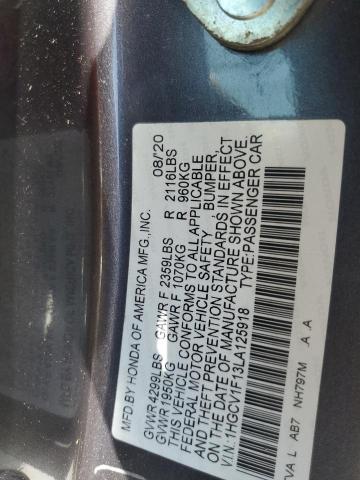 MFD. BY HONDA OF AMERICA MFG.,INC. 08/20
GVWR 4299LBS GAWR F 2359LBS R 2116LBS
GVWR 1950KG GAWR F 1070KG R 960KG
THIS VEHICLE CONFORMS TO ALL APPLICABLE
FEDERAL MOTOR VEHICLE SAFETY , BUMPER ,
AND THEFT PREVENTION STANDARDS IN EFFECT
ON THE DATE OF MANUFACTURE SHOWN ABOVE.
V.I.N.:1HGCV1F13LA125918 TYPE:PASSENGER CAR
TVA L AB7 NH797M A A